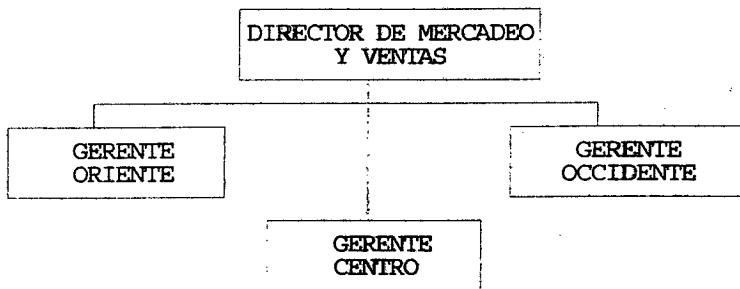 DIRECTOR DE MERCADEO
Y VENTAS
GERENTE
ORIENTE
GERENTE
OCCIDENTE
GERENTE
CENTRO